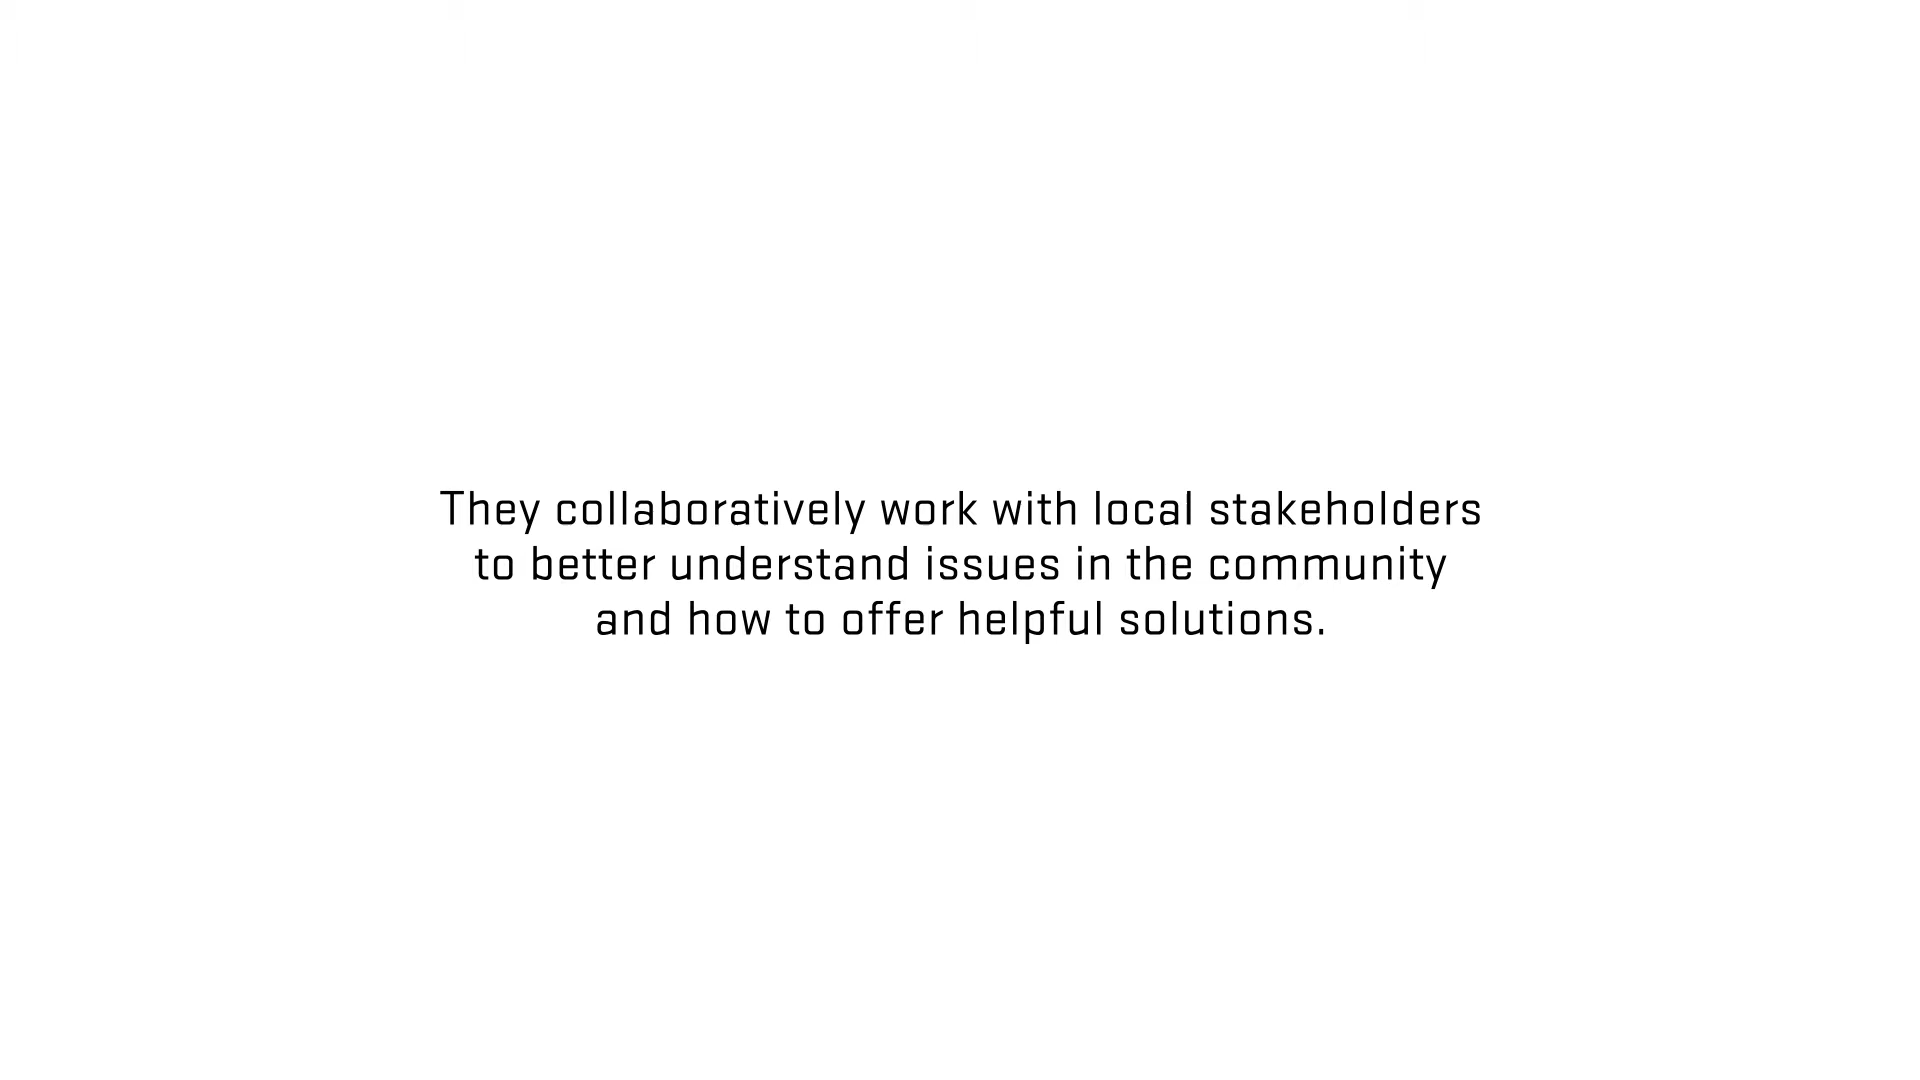 They collaboratively work with local stakeholders
to better understand issues in the community
and how to offer helpful solutions.